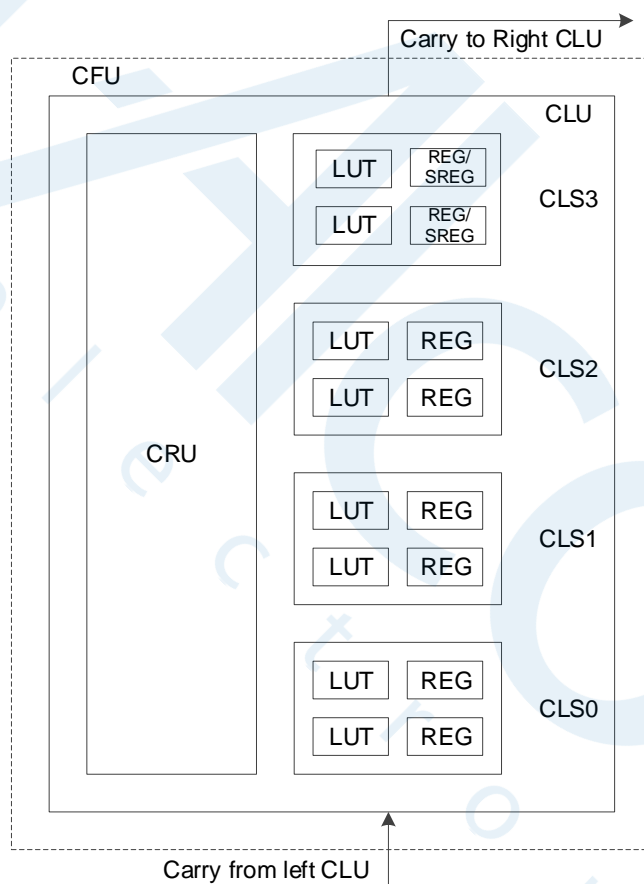 Carry to Right CLU
CFU
CLU
LUT
REG/
SREG
CLS3
LUT
REG/
SREG
LUT
REG
CLS2
LUT
REG
CRU
LUT
REG
CLS1
LUT
REG
LUT
REG
CLS0
LUT
REG
Carry from left CLU
l
e
c
t
r
o